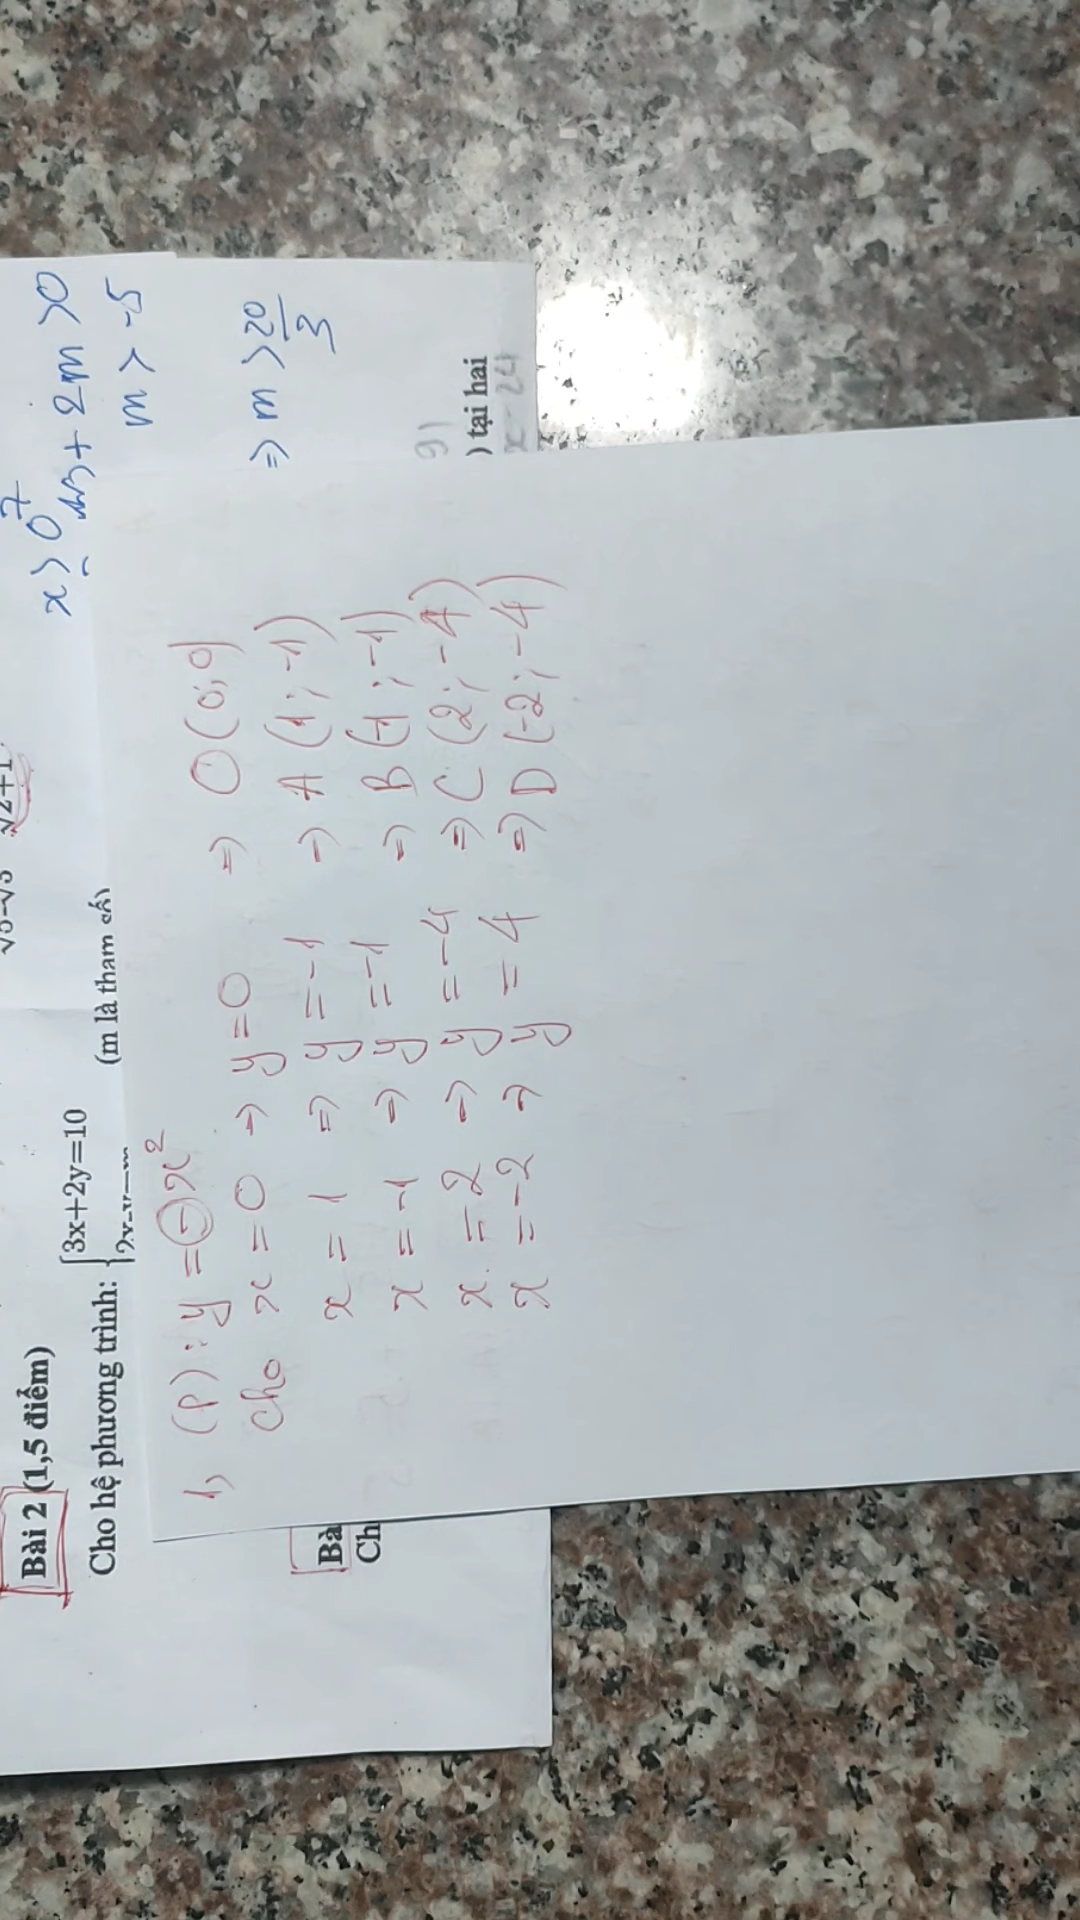 x > 0
+ 2m > 0
m > -5
Bài 2 (1,5 điểm)
Cho hệ phương trình: 3x+2y=10 (m là tham số)
=> m > 20/3
1, (P) : y = -x²
Cho x = 0 => y = 0 => O (0; 0)
x = 1 => y = -1 => A (1 ; -1)
x = -1 => y = -1 => B (-1 ; -1)
x = 2 => y = -4 => C (2; -4)
x = -2 => y = 4 => D (-2; -4)
Bà
Ch
) tại hai